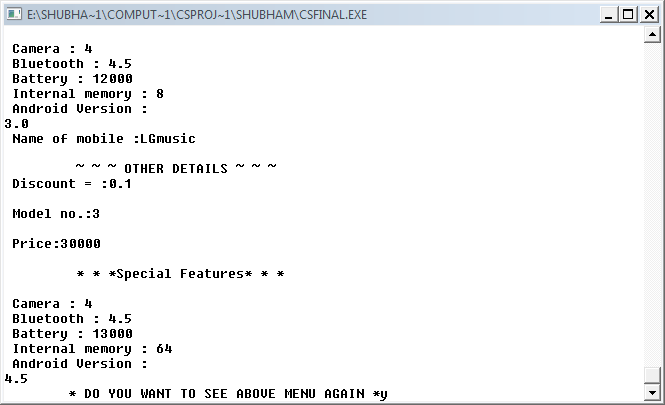 E:\SHUBHA~1\COMPUT~1\CSPROJ~1\SHUBHAM\CSFINAL.EXE
Camera : 4
Bluetooth : 4.5
Battery : 12000
Internal memory : 8
Android Version :
3.0
Name of mobile :LGmusic
~ ~ ~ OTHER DETAILS ~ ~ ~
Discount = :0.1
Model no.:3
Price:30000
* * *Special Features* * *
Camera : 4
Bluetooth : 4.5
Battery : 13000
Internal memory : 64
Android Version :
4.5
* DO YOU WANT TO SEE ABOVE MENU AGAIN *y